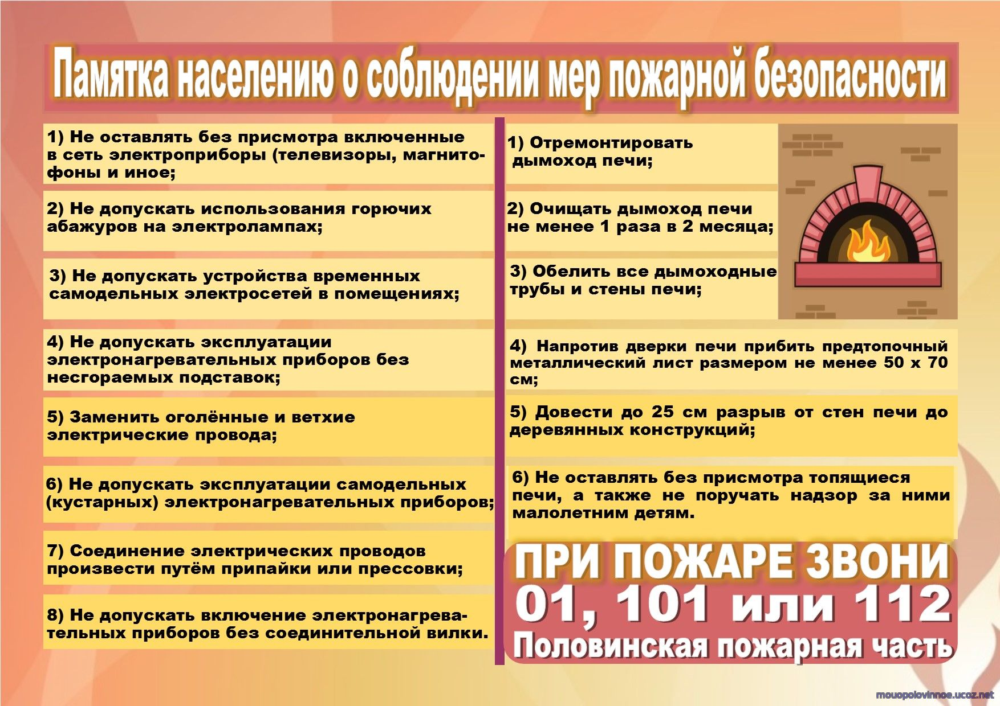 Памятка населению о соблюдении мер пожарной безопасности
1) Не оставлять без присмотра включенные
в сеть электроприборы (телевизоры, магнито-
фоны и иное;
2) Не допускать использования горючих
абажуров на электролампах;
3) Не допускать устройства временных
самодельных электросетей в помещениях;
4) Не допускать эксплуатации
электронагревательных приборов без
несгораемых подставок;
5) Заменить оголённые и ветхие
электрические провода;
6) Не допускать эксплуатации самодельных
(кустарных) электронагревательных приборов;
7) Соединение электрических проводов
произвести путём припайки или прессовки;
8) Не допускать включение электронагрева-
тельных приборов без соединительной вилки.
1) Отремонтировать
дымоход печи;
2) Очищать дымоход печи
не менее 1 раза в 2 месяца;
3) Обелить все дымоходные
трубы и стены печи;
4) Напротив дверки печи прибить предтопочный
металлический лист размером не менее 50 х 70
см;
5) Довести до 25 см разрыв от стен печи до
деревянных конструкций;
6) Не оставлять без присмотра топящиеся
печи, а также не поручать надзор за ними
малолетним детям.
ПРИ ПОЖАРЕ ЗВОНИ
01, 101 или 112
Половинская пожарная часть
mouopolovinnoe.ucoz.net